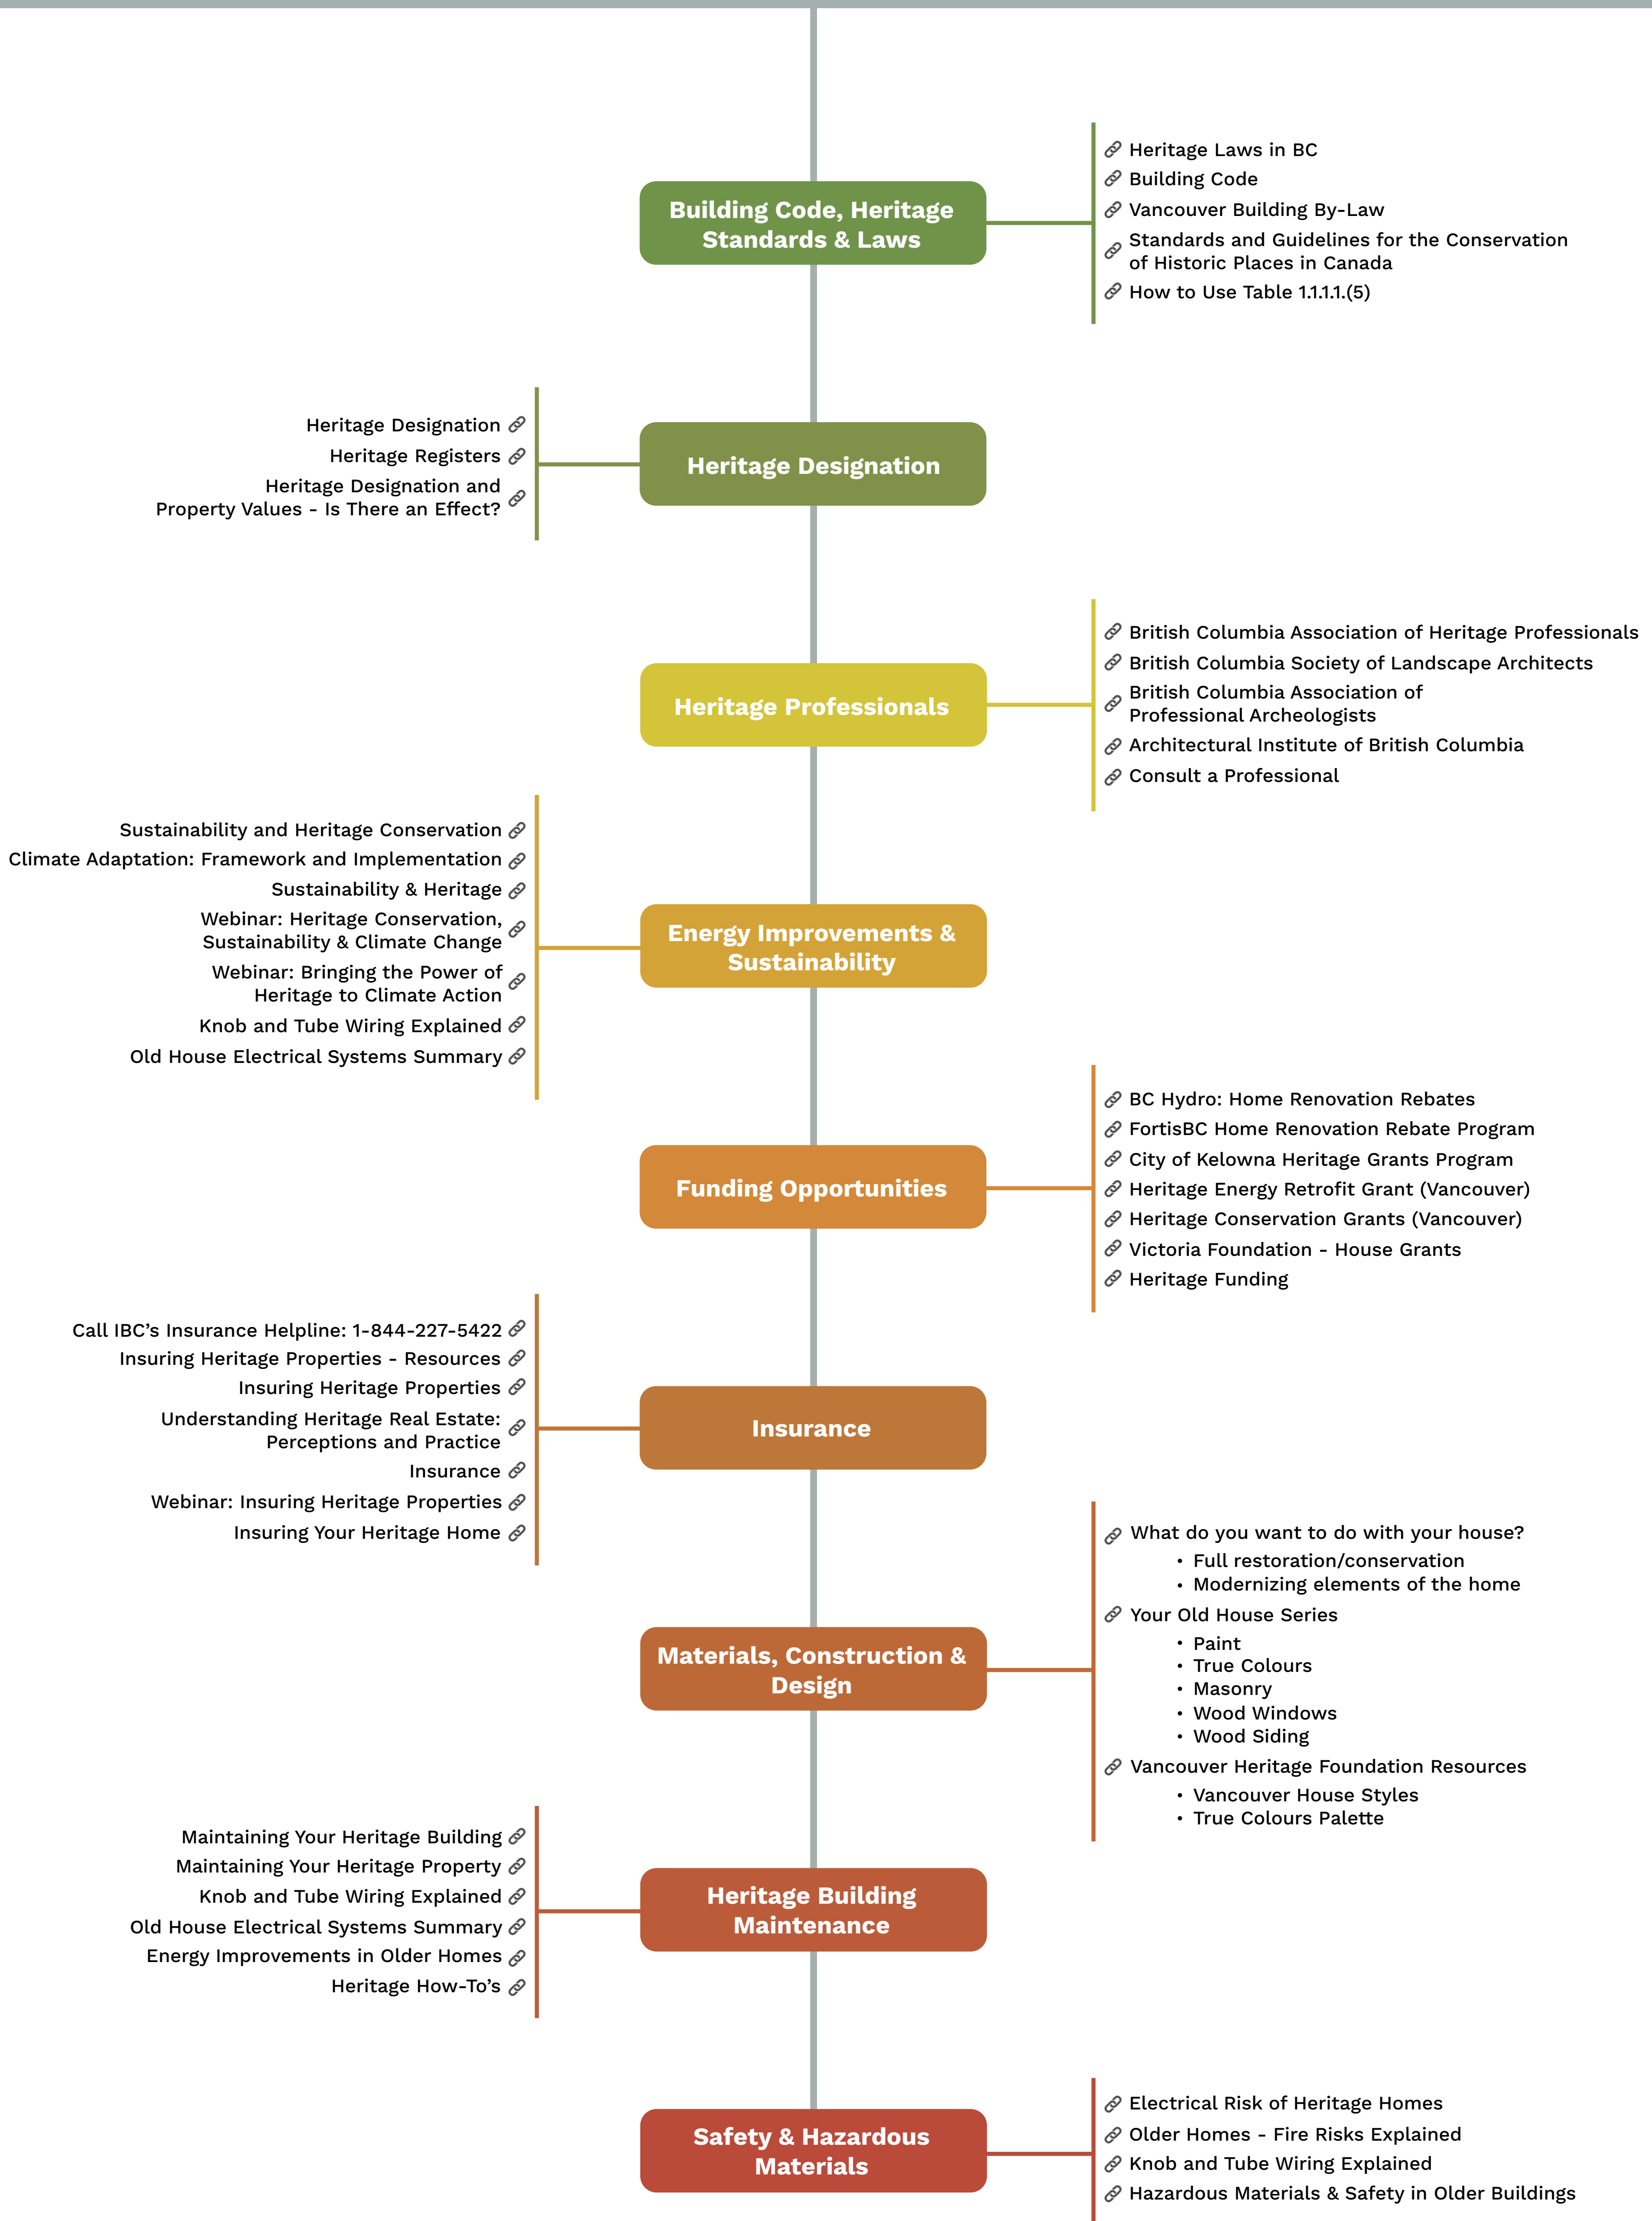 Building Code, Heritage
Standards & Laws
Heritage Laws in BC
Building Code
Vancouver Building By-Law
Standards and Guidelines for the Conservation
of Historic Places in Canada
How to Use Table 1.1.1.1.(5)
Heritage Designation
Heritage Designation
Heritage Registers
Heritage Designation and
Property Values - Is There an Effect?
Heritage Professionals
British Columbia Association of Heritage Professionals
British Columbia Society of Landscape Architects
British Columbia Association of
Professional Archeologists
Architectural Institute of British Columbia
Consult a Professional
Energy Improvements &
Sustainability
Sustainability and Heritage Conservation
Climate Adaptation: Framework and Implementation
Sustainability & Heritage
Webinar: Heritage Conservation,
Sustainability & Climate Change
Webinar: Bringing the Power of
Heritage to Climate Action
Knob and Tube Wiring Explained
Old House Electrical Systems Summary
Funding Opportunities
BC Hydro: Home Renovation Rebates
FortisBC Home Renovation Rebate Program
City of Kelowna Heritage Grants Program
Heritage Energy Retrofit Grant (Vancouver)
Heritage Conservation Grants (Vancouver)
Victoria Foundation - House Grants
Heritage Funding
Insurance
Call IBC’s Insurance Helpline: 1-844-227-5422
Insuring Heritage Properties - Resources
Insuring Heritage Properties
Understanding Heritage Real Estate:
Perceptions and Practice
Insurance
Webinar: Insuring Heritage Properties
Insuring Your Heritage Home
Materials, Construction &
Design
What do you want to do with your house?
• Full restoration/conservation
• Modernizing elements of the home
Your Old House Series
• Paint
• True Colours
• Masonry
• Wood Windows
• Wood Siding
Vancouver Heritage Foundation Resources
• Vancouver House Styles
• True Colours Palette
Heritage Building
Maintenance
Maintaining Your Heritage Building
Maintaining Your Heritage Property
Knob and Tube Wiring Explained
Old House Electrical Systems Summary
Energy Improvements in Older Homes
Heritage How-To’s
Safety & Hazardous
Materials
Electrical Risk of Heritage Homes
Older Homes - Fire Risks Explained
Knob and Tube Wiring Explained
Hazardous Materials & Safety in Older Buildings